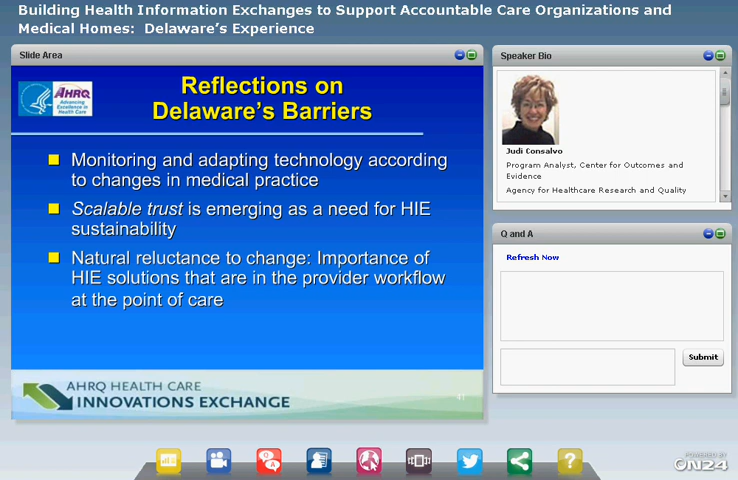 Building Health Information Exchanges to Support Accountable Care Organizations and
Medical Homes: Delaware's Experience
Slide Area
AHRQ
Advancing
Excellence in
Health Care
Reflections on
Delaware's Barriers
Monitoring and adapting technology according
to changes in medical practice
Scalable trust is emerging as a need for HIE
sustainability
Natural reluctance to change: Importance of
HIE solutions that are in the provider workflow
at the point of care
AHRQ HEALTH CARE
INNOVATIONS EXCHANGE
41
Speaker Bio
Judi Consalvo
Program Analyst, Center for Outcomes and
Evidence
Agency for Healthcare Research and Quality
Q and A
Refresh Now
Submit
Q
A
?
POWERED BY
ON24